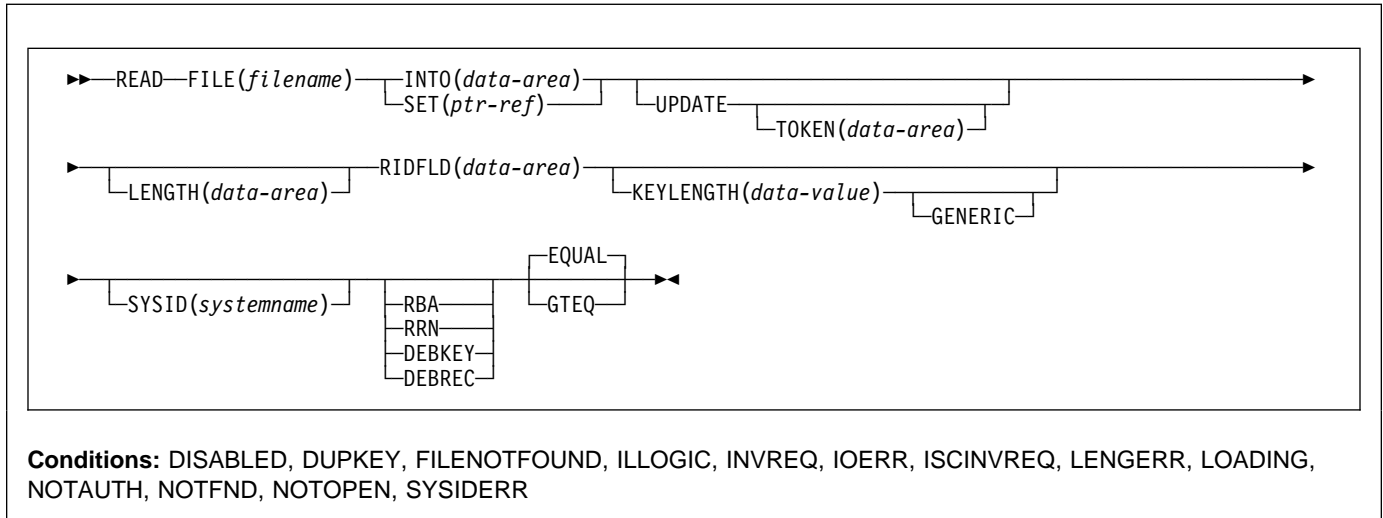 READ FILE(filename) INTO(data-area)
SET(ptr-ref) UPDATE
TOKEN(data-area)
LENGTH(data-area) RIDFLD(data-area) KEYLENGTH(data-value)
GENERIC
EQUAL
SYSID(systemname) RBA GTEQ
RRN
DEBKEY
DEBREC
Conditions: DISABLED, DUPKEY, FILENOTFOUND, ILLOGIC, INVREQ, IOERR, ISCINVREQ, LENGERR, LOADING,
NOTAUTH, NOTFND, NOTOPEN, SYSIDERR